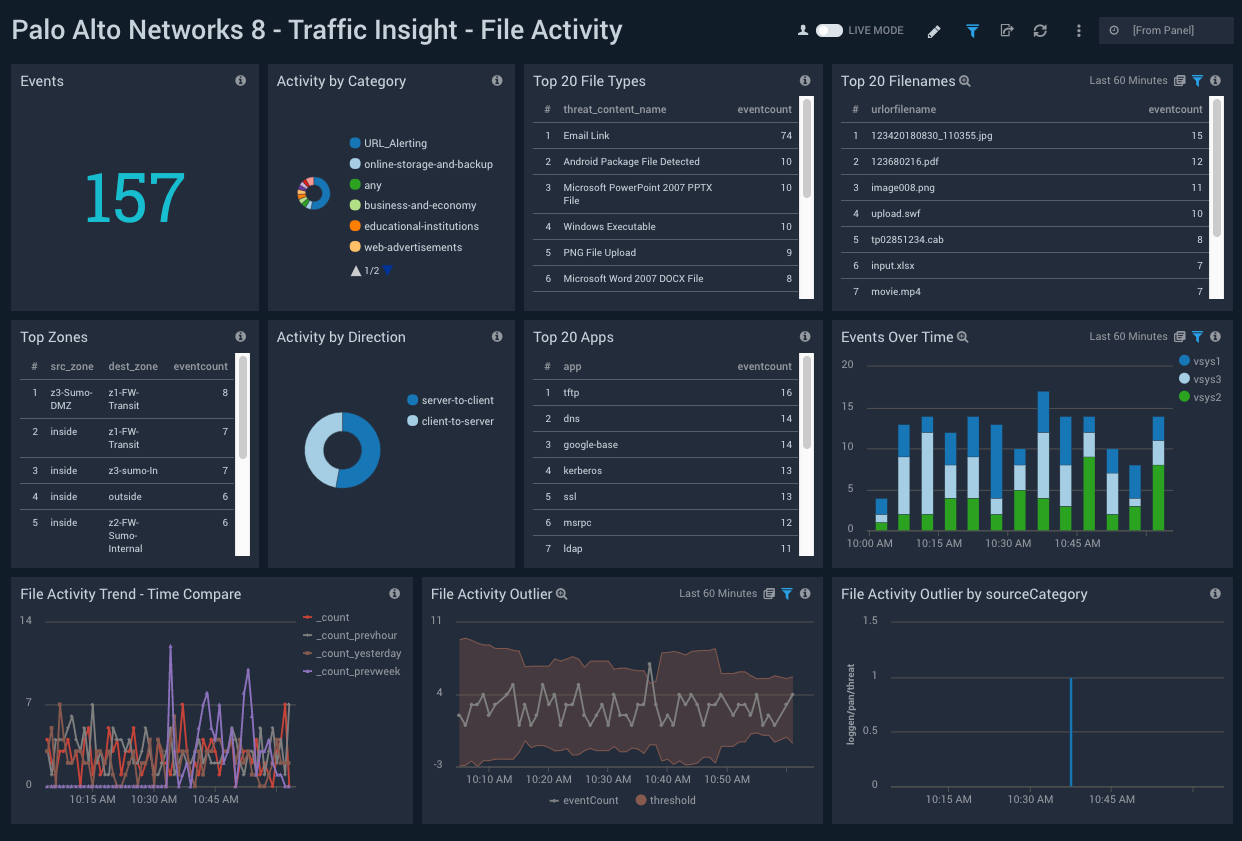 Palo Alto Networks 8 - Traffic Insight - File Activity
LIVE MODE
[From Panel]
Events
157
Activity by Category
URL_Alerting
online-storage-and-backup
any
business-and-economy
educational-institutions
web-advertisements
1/2
Top 20 File Types
# threat_content_name eventcount
1 Email Link 74
2 Android Package File Detected 10
3 Microsoft PowerPoint 2007 PPTX 10
File
4 Windows Executable 10
5 PNG File Upload 9
6 Microsoft Word 2007 DOCX File 8
Top 20 Filenames
Last 60 Minutes
# urlorfilename eventcount
1 123420180830_110355.jpg 15
2 123680216.pdf 12
3 image008.png 11
4 upload.swf 10
5 tp02851234.cab 8
6 input.xlsx 7
7 movie.mp4 7
Top Zones
# src_zone dest_zone eventcount
1 z3-Sumo- z1-FW- 8
DMZ Transit
2 inside z1-FW- 7
Transit
3 inside z3-sumo-In 7
4 inside outside 6
5 inside z2-FW- 6
Sumo-
Internal
Activity by Direction
server-to-client
client-to-server
Top 20 Apps
# app eventcount
1 tftp 16
2 dns 14
3 google-base 14
4 kerberos 13
5 ssl 13
6 msrpc 12
7 ldap 11
Events Over Time
Last 60 Minutes
20
15
10
5
0
10:00 AM 10:15 AM 10:30 AM 10:45 AM
vsys1
vsys3
vsys2
File Activity Trend - Time Compare
14
7
0
10:15 AM 10:30 AM 10:45 AM
_count
_count_prevhour
_count_yesterday
_count_prevweek
File Activity Outlier
Last 60 Minutes
11
4
-3
10:10 AM 10:20 AM 10:30 AM 10:40 AM 10:50 AM
eventCount threshold
File Activity Outlier by sourceCategory
loggen/pan/threat
1.5
1
0.5
0
10:15 AM 10:30 AM 10:45 AM